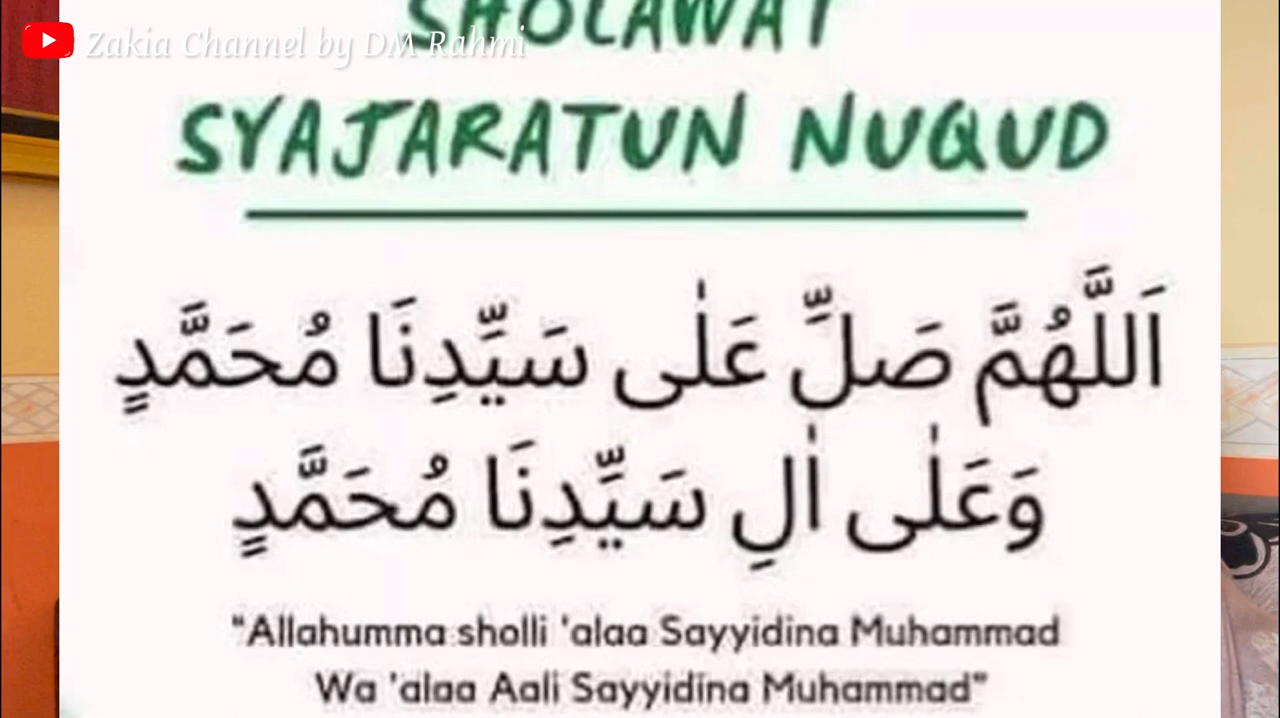 SHOLAWAT
Zakia Channel by DM Rahmi
SYAJARATUN NUQUD
اَللَّهُمَّ صَلِّ عَلٰى سَيِّدِنَا مُحَمَّدٍ
وَعَلٰى اٰلِ سَيِّدِنَا مُحَمَّدٍ
"Allahumma sholli 'alaa Sayyidina Muhammad
Wa 'alaa Aali Sayyidina Muhammad"